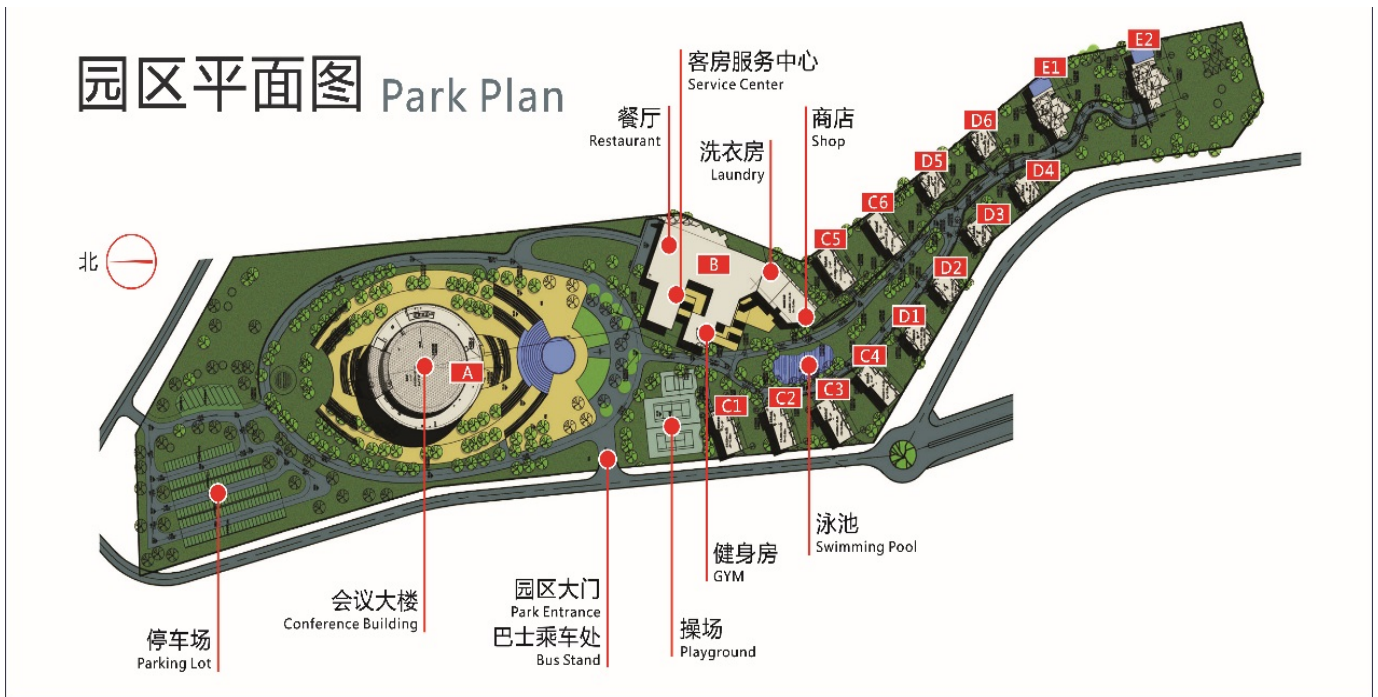 园区平面图 Park Plan
客房服务中心
Service Center
餐厅
Restaurant
商店
Shop
洗衣房
Laundry
E2
E1
D6
D5
D4
C6
D3
C5
D2
B
D1
C4
C3
C2
C1
A
北
泳池
Swimming Pool
健身房
GYM
操场
Playground
园区大门
Park Entrance
巴士乘车处
Bus Stand
会议大楼
Conference Building
停车场
Parking Lot